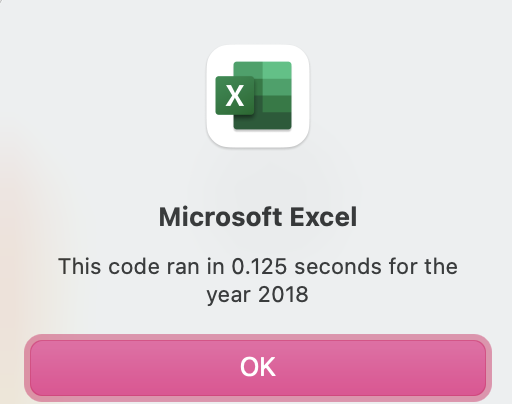 X
Microsoft Excel
This code ran in 0.125 seconds for the
year 2018
OK